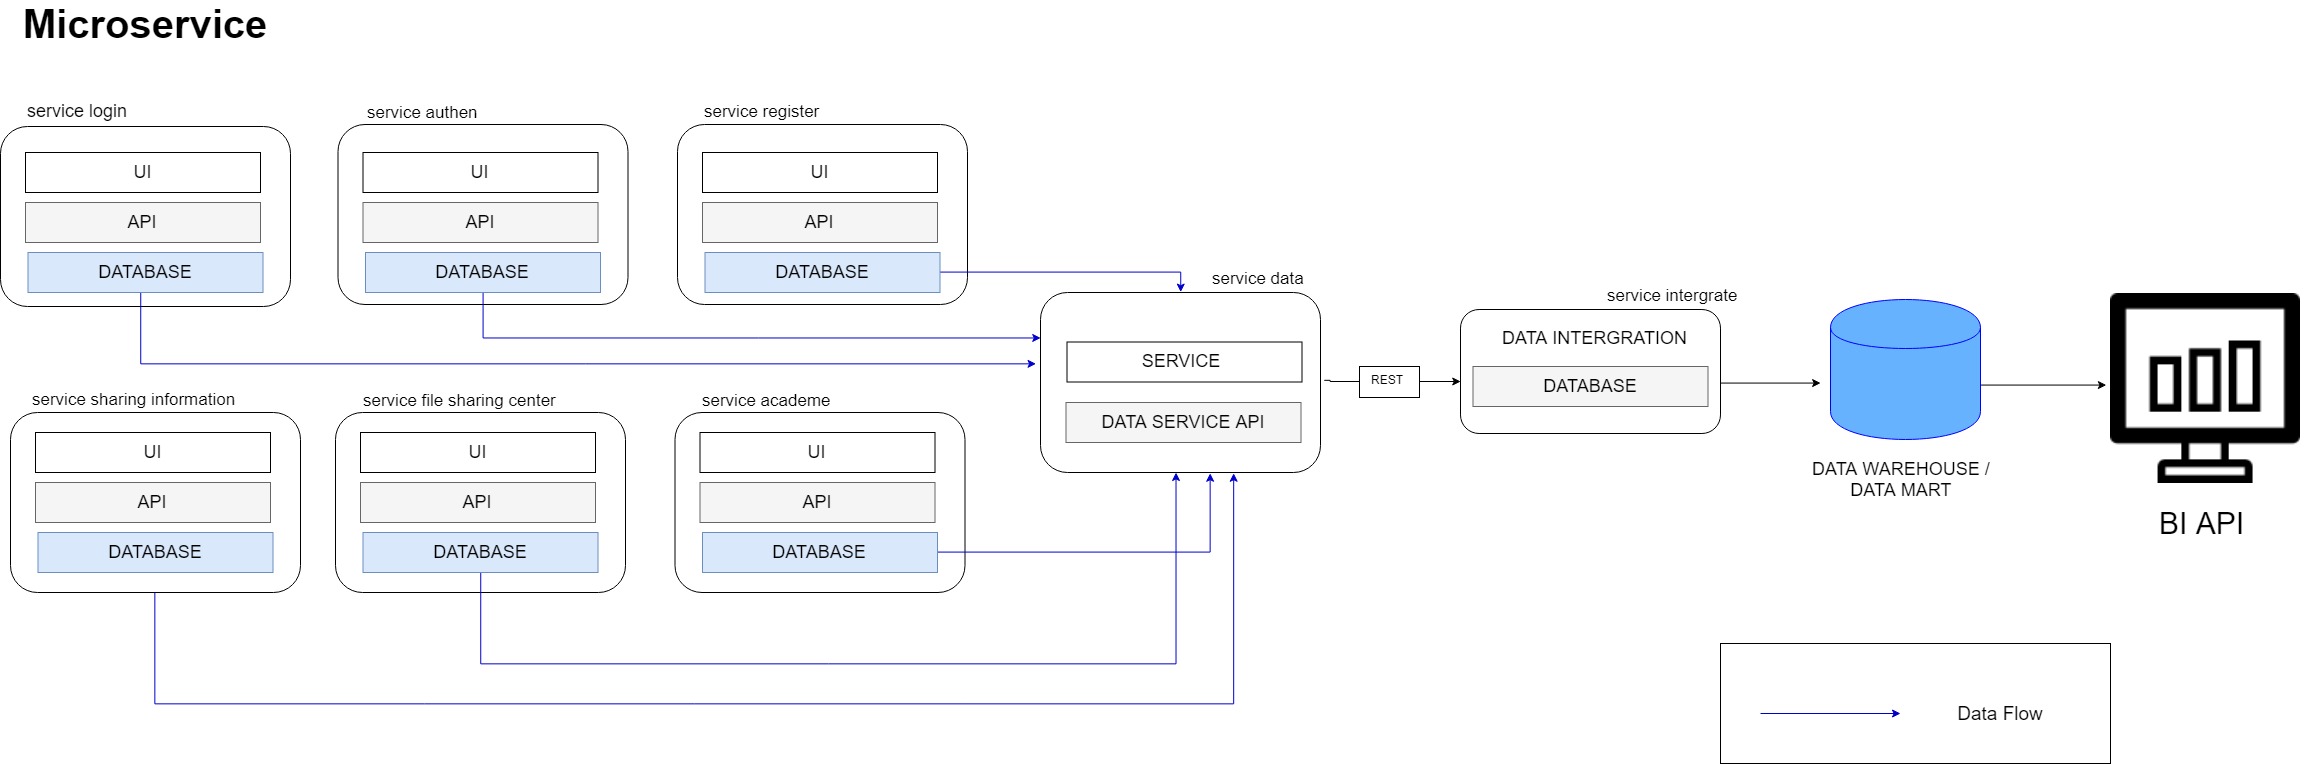 Microservice
service login
UI
API
DATABASE
service authen
UI
API
DATABASE
service register
UI
API
DATABASE
service sharing information
UI
API
DATABASE
service file sharing center
UI
API
DATABASE
service academe
UI
API
DATABASE
service data
SERVICE
DATA SERVICE API
REST
service intergrate
DATA INTERGRATION
DATABASE
DATA WAREHOUSE /
DATA MART
BI API
Data Flow